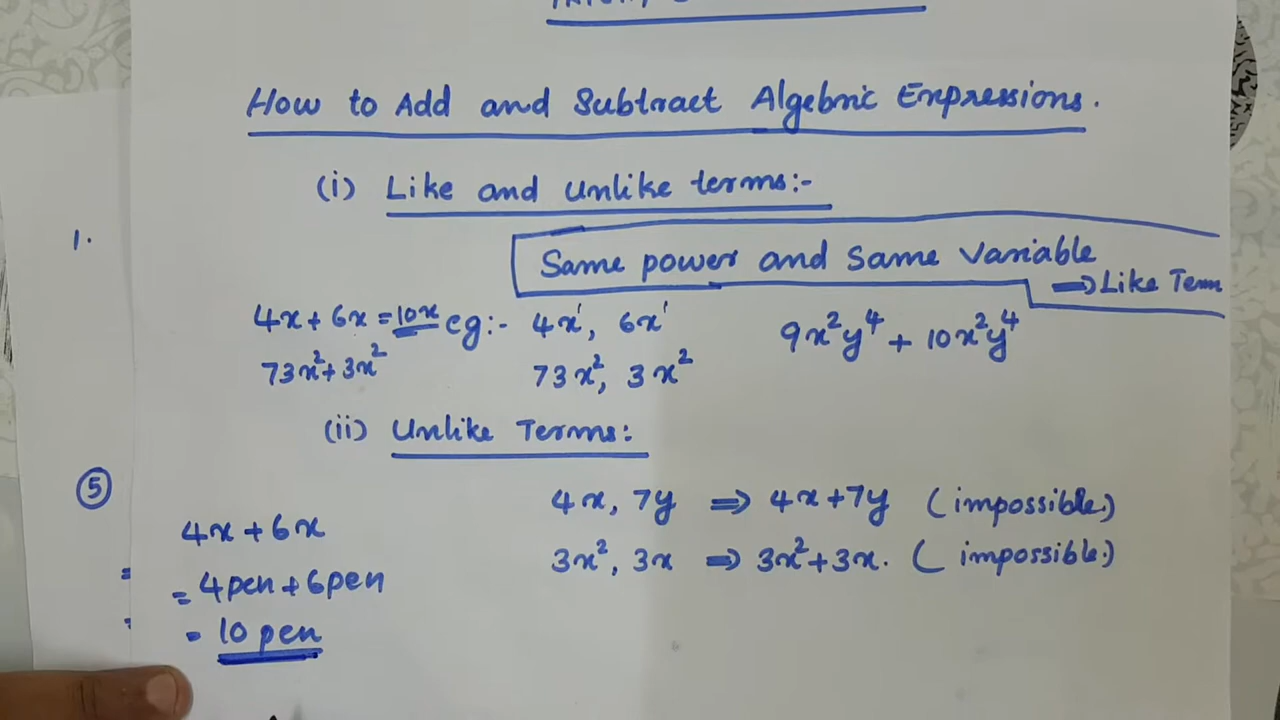 How to Add and Subtract Algebric Expressions.
(i) Like and Unlike terms:-
1.
Same power and Same Variable
⇒ Like Term
4x + 6x = 10x eg:- 4x¹, 6x¹ 9x²y⁴ + 10x²y⁴
73x² + 3x² 73x², 3x²
(ii) Unlike Terms:
⑤
4x, 7y ⇒ 4x+7y (impossible.)
4x + 6x
3x², 3x ⇒ 3x²+3x. (impossible.)
= 4pen + 6pen
= 10 pen